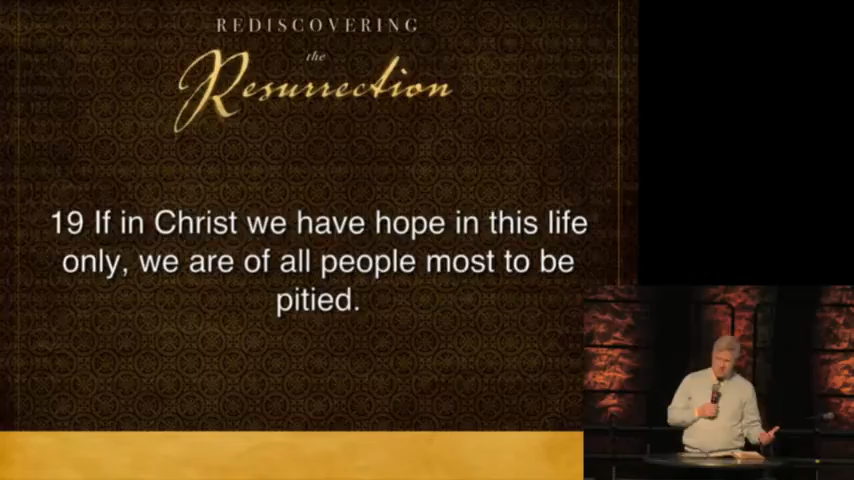 REDISCOVERING
the
Resurrection
19 If in Christ we have hope in this life
only, we are of all people most to be
pitied.